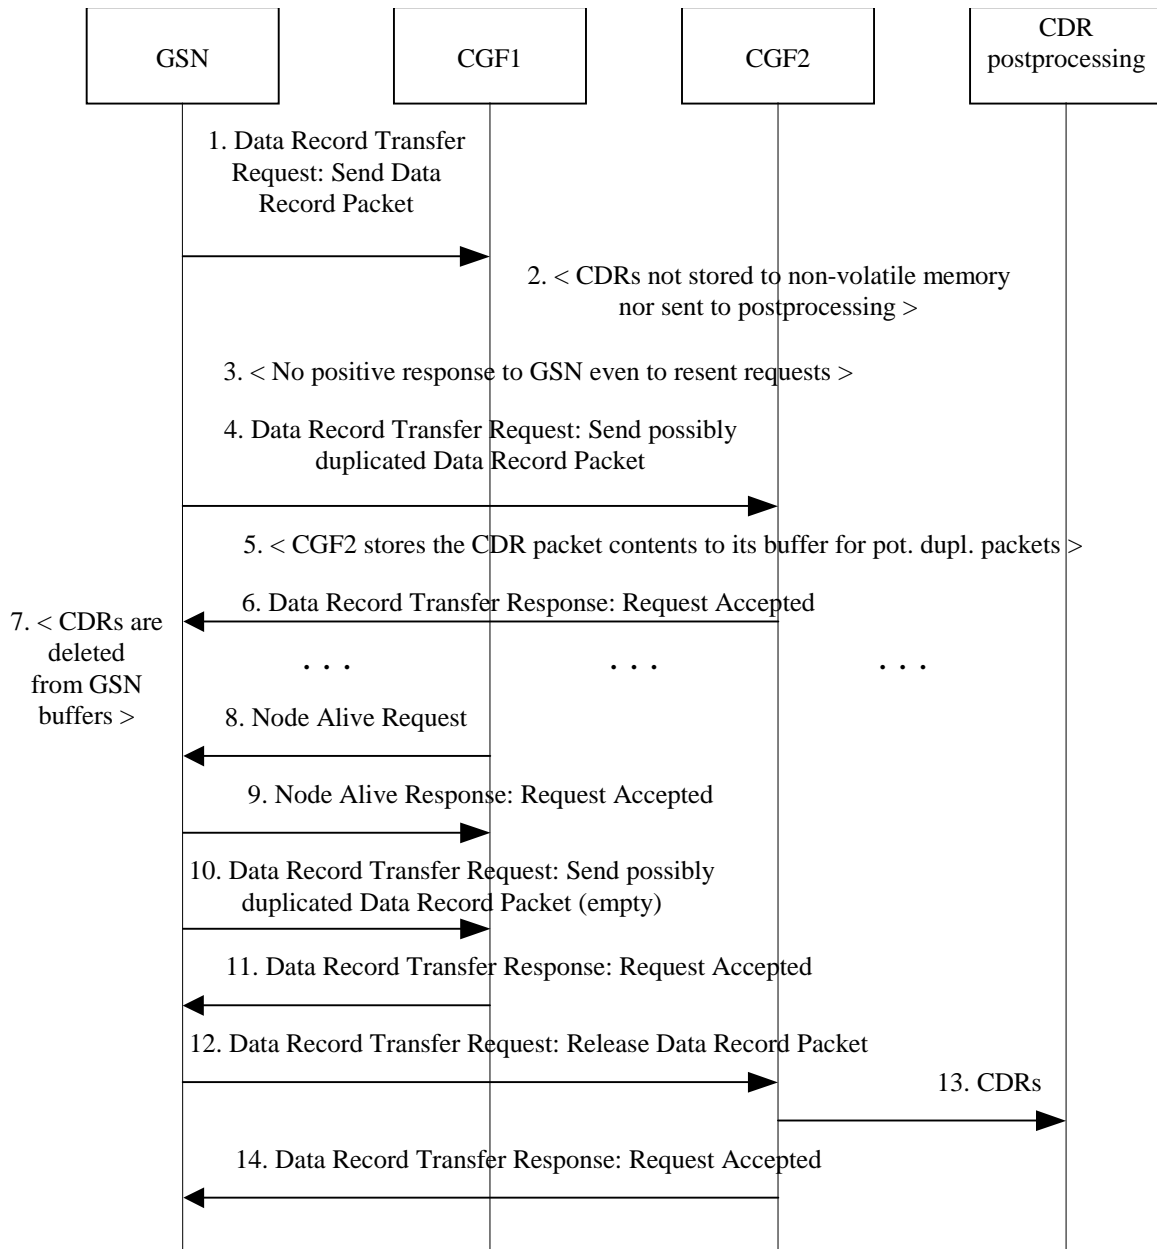 GSN
CGF1
CGF2
CDR
postprocessing
1. Data Record Transfer
Request: Send Data
Record Packet
2. < CDRs not stored to non-volatile memory
nor sent to postprocessing >
3. < No positive response to GSN even to resent requests >
4. Data Record Transfer Request: Send possibly
duplicated Data Record Packet
5. < CGF2 stores the CDR packet contents to its buffer for pot. dupl. packets >
6. Data Record Transfer Response: Request Accepted
7. < CDRs are
deleted
from GSN
buffers >
. . .
. . .
. . .
8. Node Alive Request
9. Node Alive Response: Request Accepted
10. Data Record Transfer Request: Send possibly
duplicated Data Record Packet (empty)
11. Data Record Transfer Response: Request Accepted
12. Data Record Transfer Request: Release Data Record Packet
13. CDRs
14. Data Record Transfer Response: Request Accepted